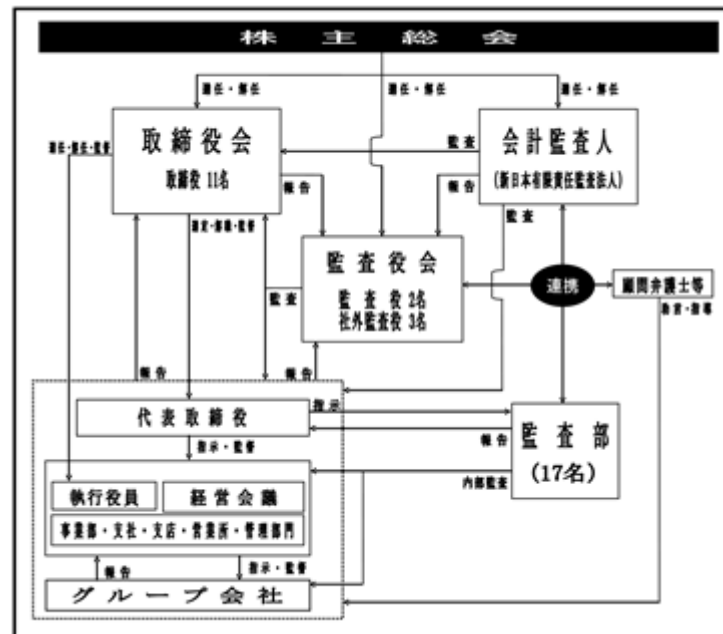 株主総会
選任・解任
選任・解任
選任・解任
取締役会
取締役 11名
会計監査人
(新日本有限責任監査法人)
選任・解任・監督
監査
報告
報告
監査
選定・解職・監督
監査役会
監査役 2名
社外監査役 3名
監査
連携
顧問弁護士等
助言・指導
報告
報告
代表取締役
指示
報告
監査部
(17名)
指示・監督
内部監査
執行役員
経営会議
事業部・支社・支店・営業所・管理部門
報告
指示・監督
グループ会社